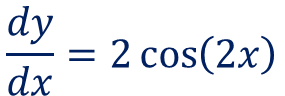 dy/dx = 2 cos(2x)